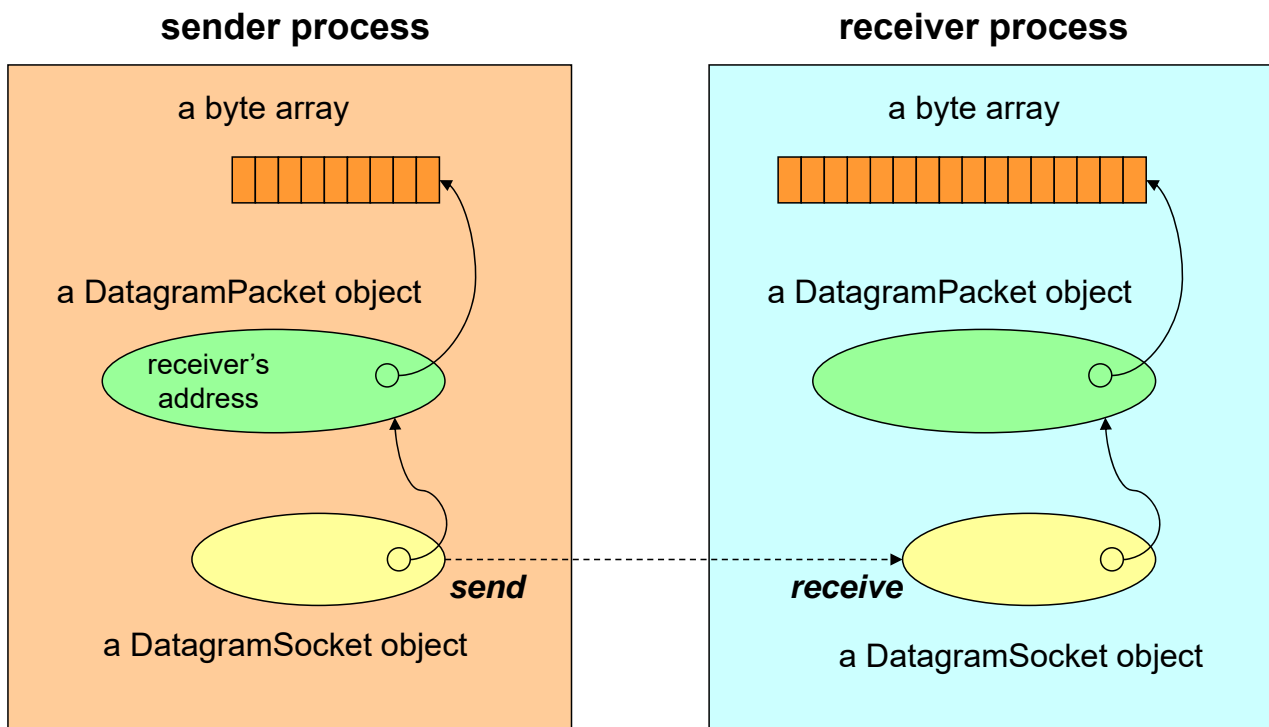 sender process
receiver process
a byte array
a byte array
a DatagramPacket object
a DatagramPacket object
receiver’s
address
send
receive
a DatagramSocket object
a DatagramSocket object